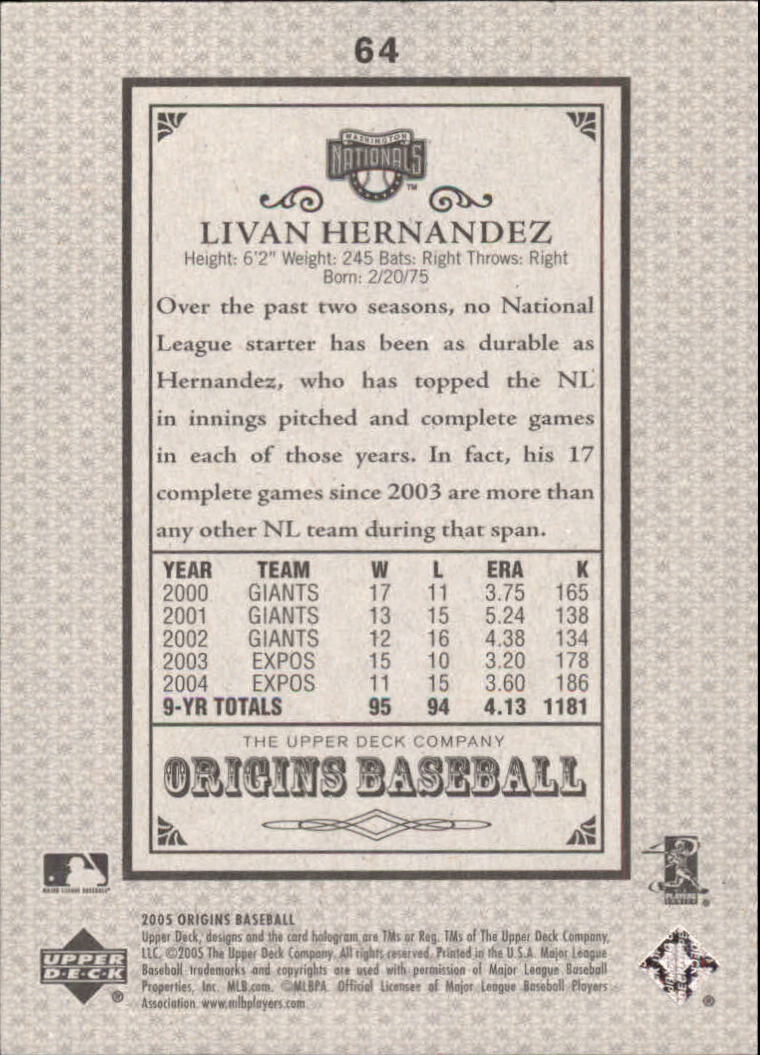 64
WASHINGTON
NATIONALS
TM
LIVAN HERNANDEZ
Height: 6'2" Weight: 245 Bats: Right Throws: Right
Born: 2/20/75
Over the past two seasons, no National
League starter has been as durable as
Hernandez, who has topped the NL
in innings pitched and complete games
in each of those years. In fact, his 17
complete games since 2003 are more than
any other NL team during that span.
YEAR TEAM W L ERA K
2000 GIANTS 17 11 3.75 165
2001 GIANTS 13 15 5.24 138
2002 GIANTS 12 16 4.38 134
2003 EXPOS 15 10 3.20 178
2004 EXPOS 11 15 3.60 186
9-YR TOTALS 95 94 4.13 1181
THE UPPER DECK COMPANY
ORIGINS BASEBALL
MAJOR LEAGUE BASEBALL
PLAYERS
CHOICE
®
2005 ORIGINS BASEBALL
Upper Deck, designs and the card hologram are TMs or Reg. TMs of The Upper Deck Company,
LLC. ©2005 The Upper Deck Company. All rights reserved. Printed in the U.S.A. Major League
Baseball trademarks and copyrights are used with permission of Major League Baseball
Properties, Inc. MLB.com. ©MLBPA. Official Licensee of Major League Baseball Players
Association. www.mlbplayers.com
UPPER
D·E·C·K
®
®